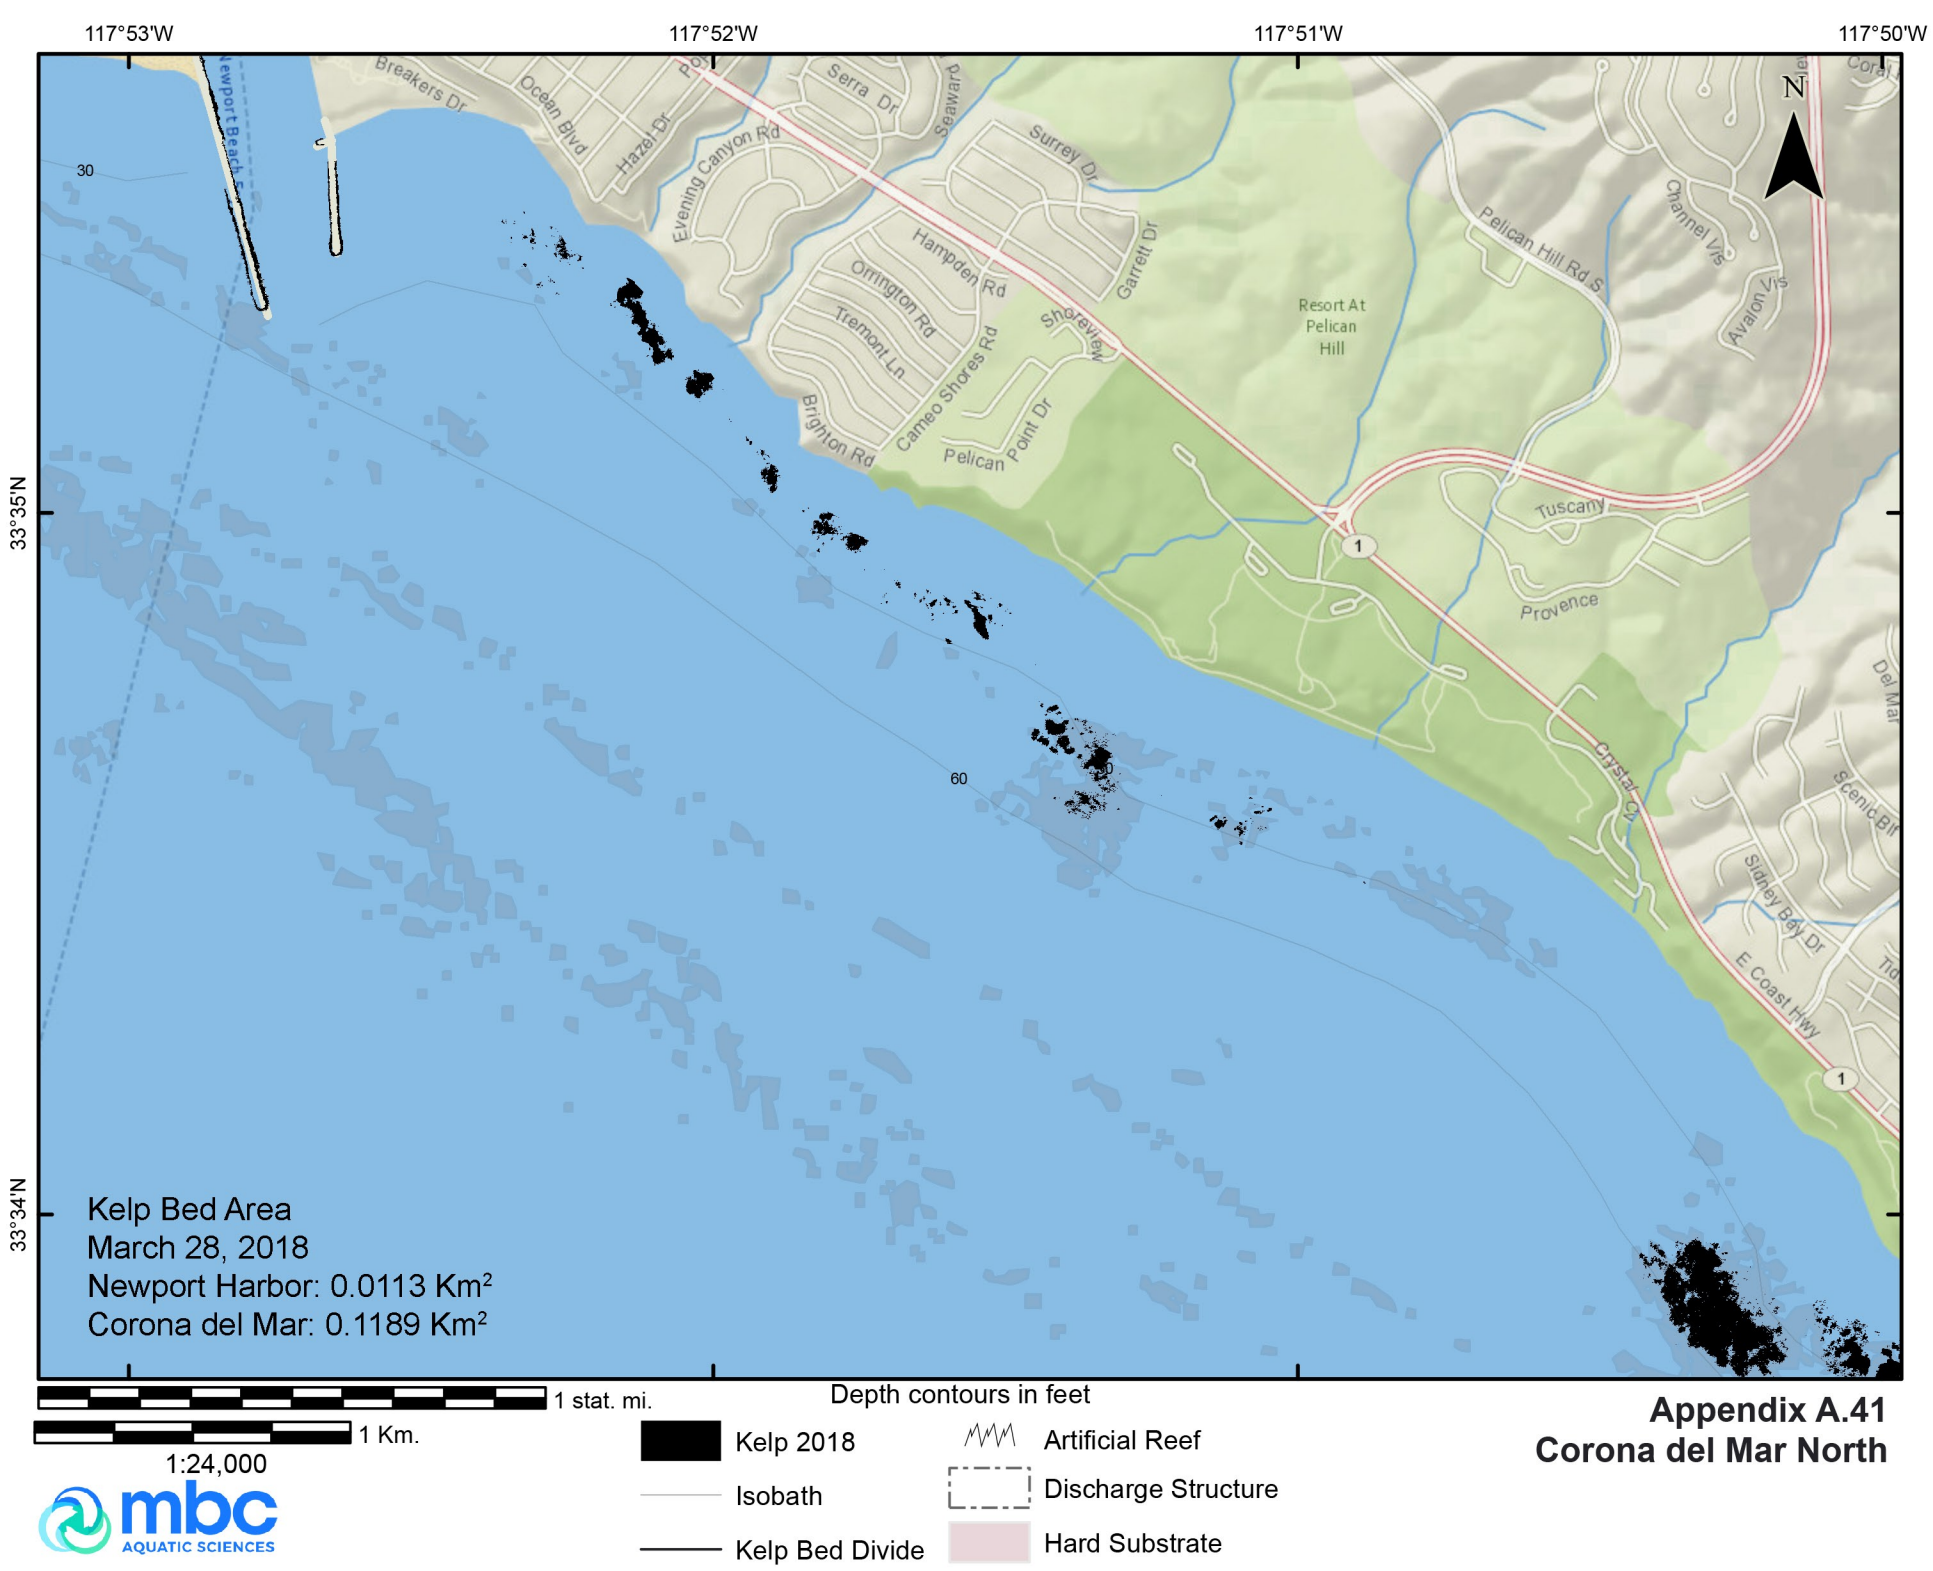 117°53'W
117°52'W
117°51'W
117°50'W
33°35'N
33°34'N
N
30
60
Newport Beach
Breakers Dr
Ocean Blvd
Hazel Dr
Serra Dr
Seaward
Evening Canyon Rd
Surrey Dr
Hampden Rd
Garrett Dr
Orrington Rd
Tremont Ln
Shoreview
Cameo Shores Rd
Brighton Rd
Pelican
Point Dr
Resort At
Pelican
Hill
Pelican Hill Rd S
Channel Vis
Avalon Vis
Tuscany
Provence
1
Crystal Cv
Del Mar
Scenic Blf
Sidney Bay Dr
E Coast Hwy
1
Kelp Bed Area
March 28, 2018
Newport Harbor: 0.0113 Km²
Corona del Mar: 0.1189 Km²
1 stat. mi.
1 Km.
1:24,000
mbc
AQUATIC SCIENCES
Depth contours in feet
Kelp 2018
Isobath
Kelp Bed Divide
Artificial Reef
Discharge Structure
Hard Substrate
Appendix A.41
Corona del Mar North